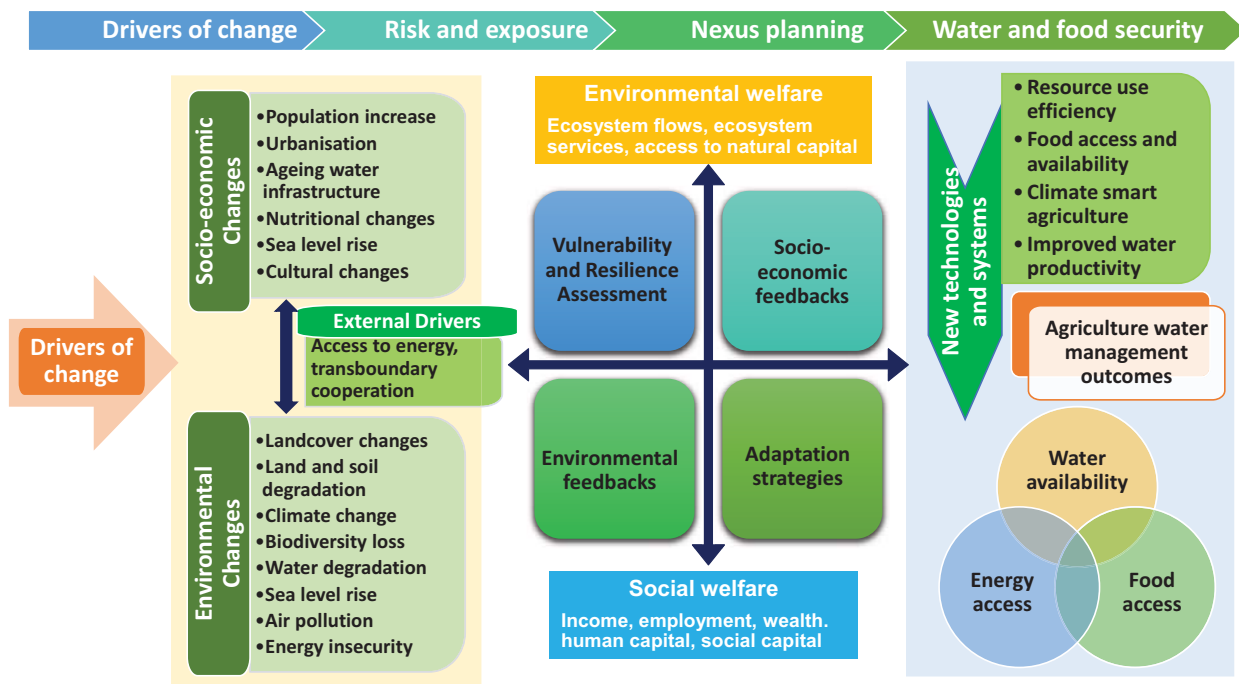 Drivers of change
Risk and exposure
Nexus planning
Water and food security
Drivers of
change
Socio-economic
Changes
•Population increase
•Urbanisation
•Ageing water
infrastructure
•Nutritional changes
•Sea level rise
•Cultural changes
External Drivers
Access to energy,
transboundary
cooperation
Environmental
Changes
•Landcover changes
•Land and soil
degradation
•Climate change
•Biodiversity loss
•Water degradation
•Sea level rise
•Air pollution
•Energy insecurity
Environmental welfare
Ecosystem flows, ecosystem
services, access to natural capital
Vulnerability
and Resilience
Assessment
Socio-
economic
feedbacks
Environmental
feedbacks
Adaptation
strategies
Social welfare
Income, employment, wealth.
human capital, social capital
New technologies
and systems
• Resource use
efficiency
• Food access and
availability
• Climate smart
agriculture
• Improved water
productivity
Agriculture water
management
outcomes
Water
availability
Energy
access
Food
access